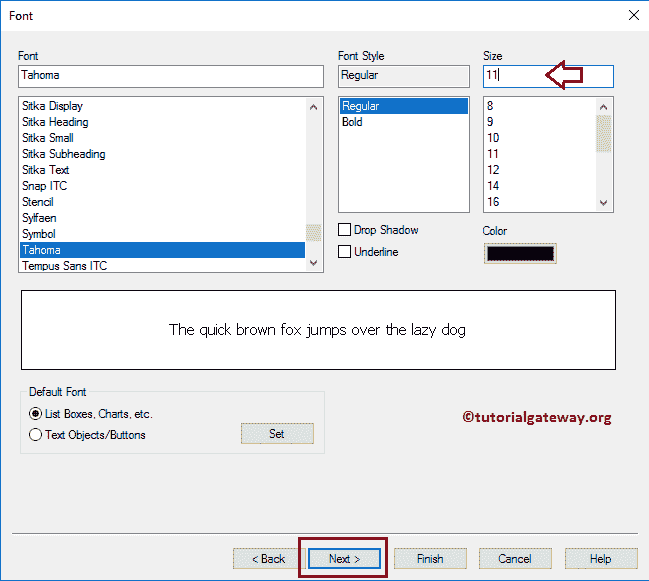 Font
Font Font Style Size
Tahoma Regular 11
Sitka Display
Sitka Heading
Sitka Small
Sitka Subheading
Sitka Text
Snap ITC
Stencil
Sylfaen
Symbol
Tahoma
Tempus Sans ITC
Regular
Bold
8
9
10
11
12
14
16
Drop Shadow
Underline
Color
The quick brown fox jumps over the lazy dog
Default Font
List Boxes, Charts, etc.
Text Objects/Buttons
Set
©tutorialgateway.org
< Back Next > Finish Cancel Help